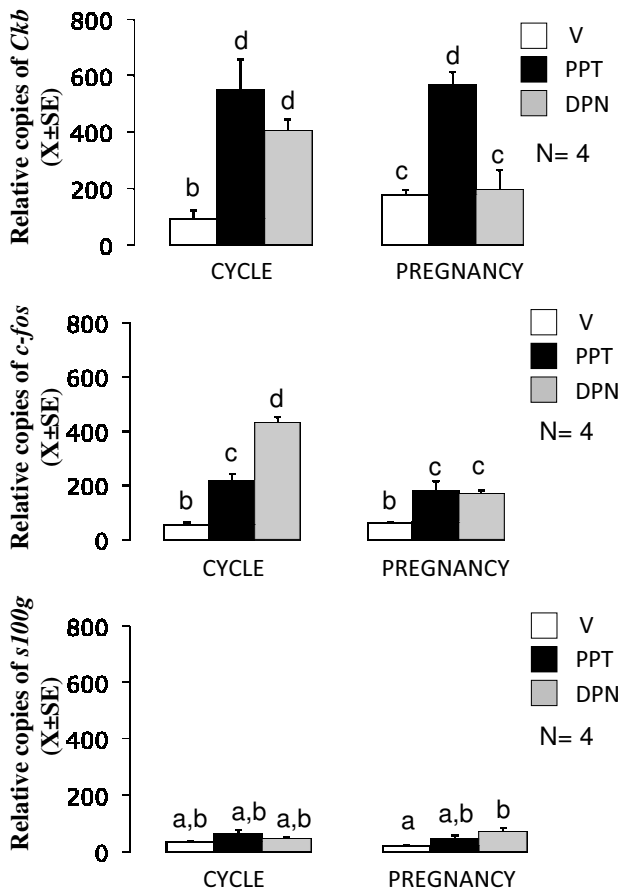 Relative copies of Ckb
(X±SE)
800
600
400
200
0
b
d
d
c
d
c
V
PPT
DPN
N= 4
CYCLE
PREGNANCY
Relative copies of c-fos
(X±SE)
800
600
400
200
0
b
c
d
b
c
c
V
PPT
DPN
N= 4
CYCLE
PREGNANCY
Relative copies of s100g
(X±SE)
800
600
400
200
0
a,b
a,b
a,b
a
a,b
b
V
PPT
DPN
N= 4
CYCLE
PREGNANCY